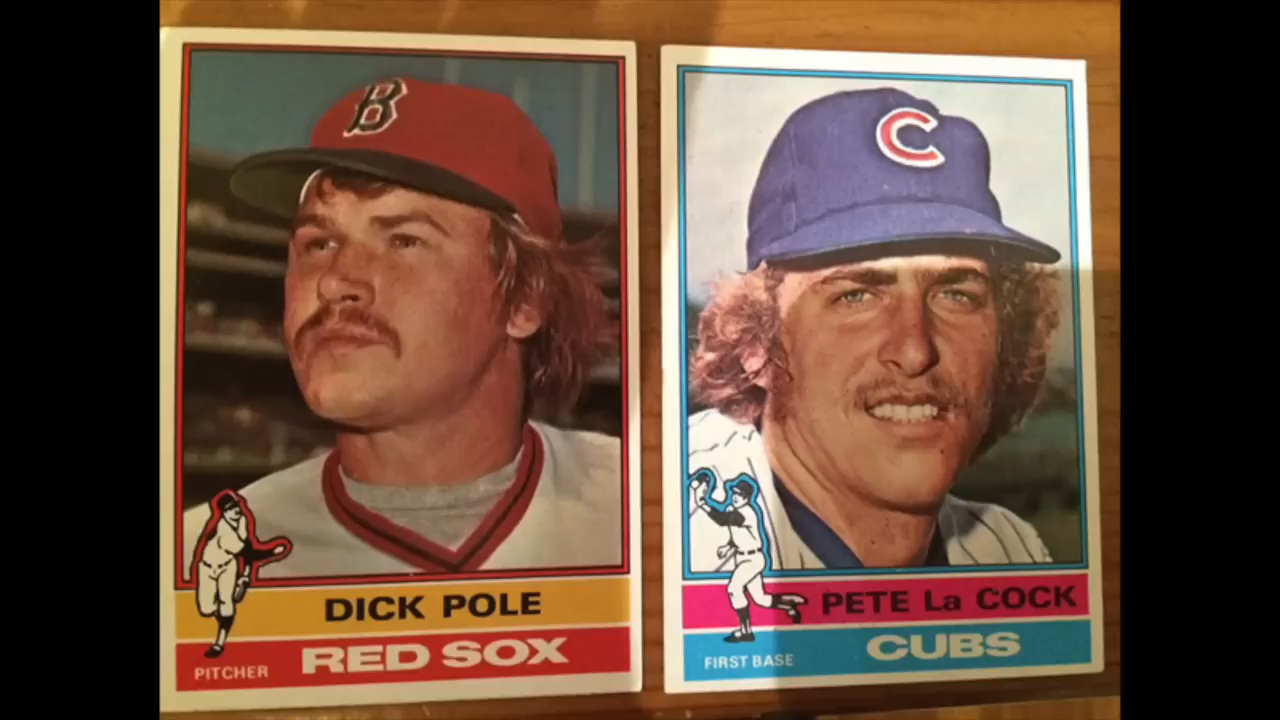 B
DICK POLE
PITCHER RED SOX
C
PETE La COCK
FIRST BASE CUBS